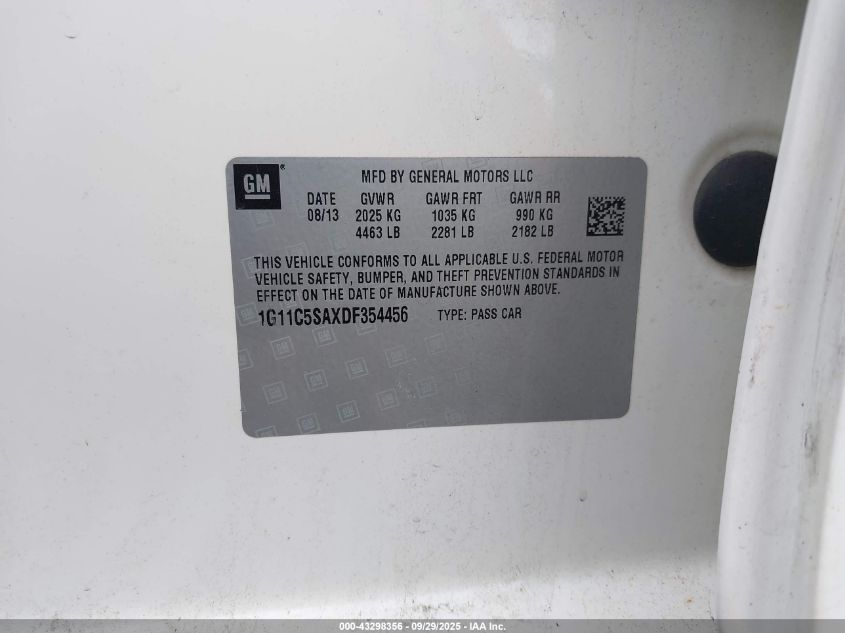 GM®
MFD BY GENERAL MOTORS LLC
DATE GVWR GAWR FRT GAWR RR
08/13 2025 KG 1035 KG 990 KG
4463 LB 2281 LB 2182 LB
THIS VEHICLE CONFORMS TO ALL APPLICABLE U.S. FEDERAL MOTOR
VEHICLE SAFETY, BUMPER, AND THEFT PREVENTION STANDARDS IN
EFFECT ON THE DATE OF MANUFACTURE SHOWN ABOVE.
1G11C5SAXDF354456 TYPE: PASS CAR
000-43298356 - 09/29/2025 - IAA Inc.